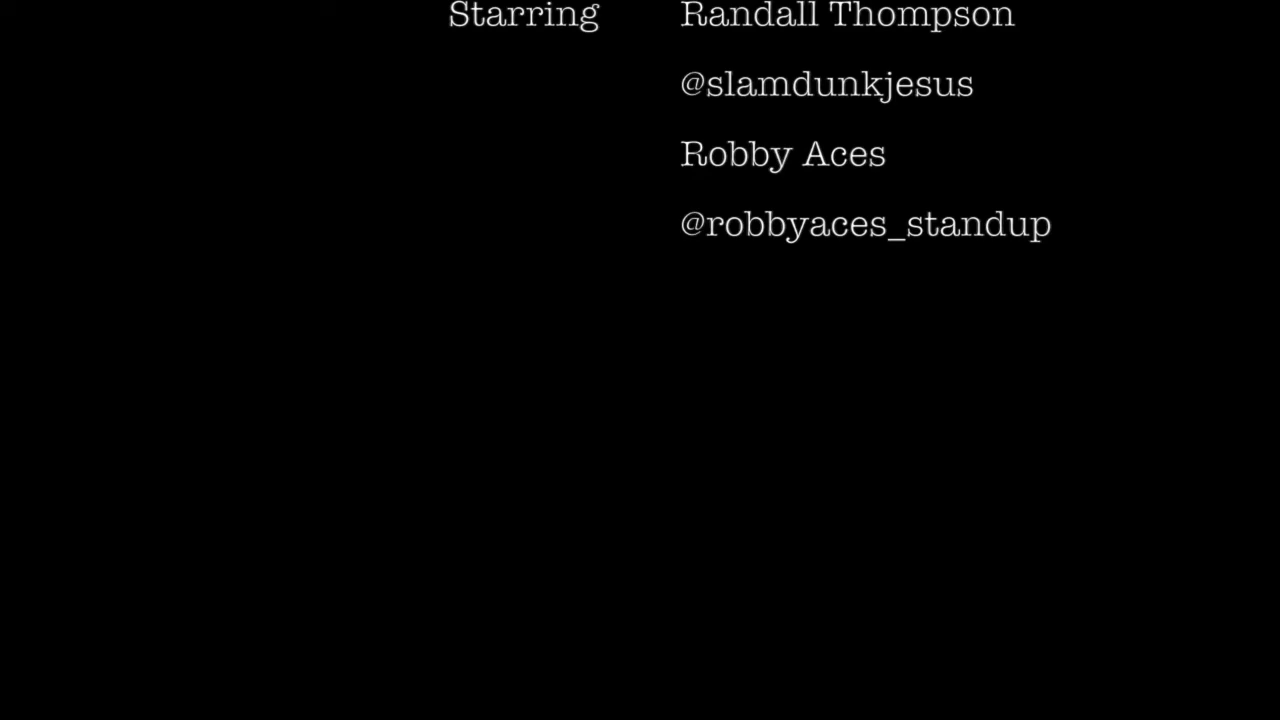 Starring Randall Thompson
@slamdunkjesus
Robby Aces
@robbyaces_standup